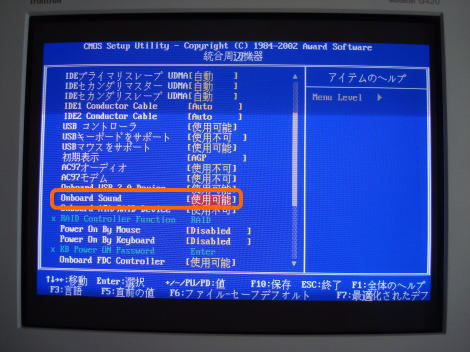 CMOS Setup Utility - Copyright (C) 1984-2002 Award Software
統合周辺機器
IDEプライマリスレーブ UDMA[自動 ]
IDEセカンダリマスター UDMA[自動 ]
IDEセカンダリスレーブ UDMA[自動 ]
IDE1 Conductor Cable [Auto ]
IDE2 Conductor Cable [Auto ]
USB コントローラ [使用可能]
USBキーボードをサポート [使用不可]
USBマウスをサポート [使用不可]
初期表示 [AGP ]
AC97オーディオ [使用不可]
AC97モデム [使用不可]
Onboard USB 2.0 Device
Onboard Sound [使用可能]
[使用不可]
x RAID Controller Function RAID
Power On By Mouse [Disabled ]
Power On By Keyboard [Disabled ]
x KB Power ON Password Enter
Onboard FDC Controller [使用可能]
アイテムのヘルプ
Menu Level ▶
↑↓→←:移動 Enter:選択 +/-/PU/PD:値 F10:保存 ESC:終了 F1:全体のヘルプ
F3:言語 F5:直前の値 F6:ファイル-セーフデフォルト F7:最適化されたデフ